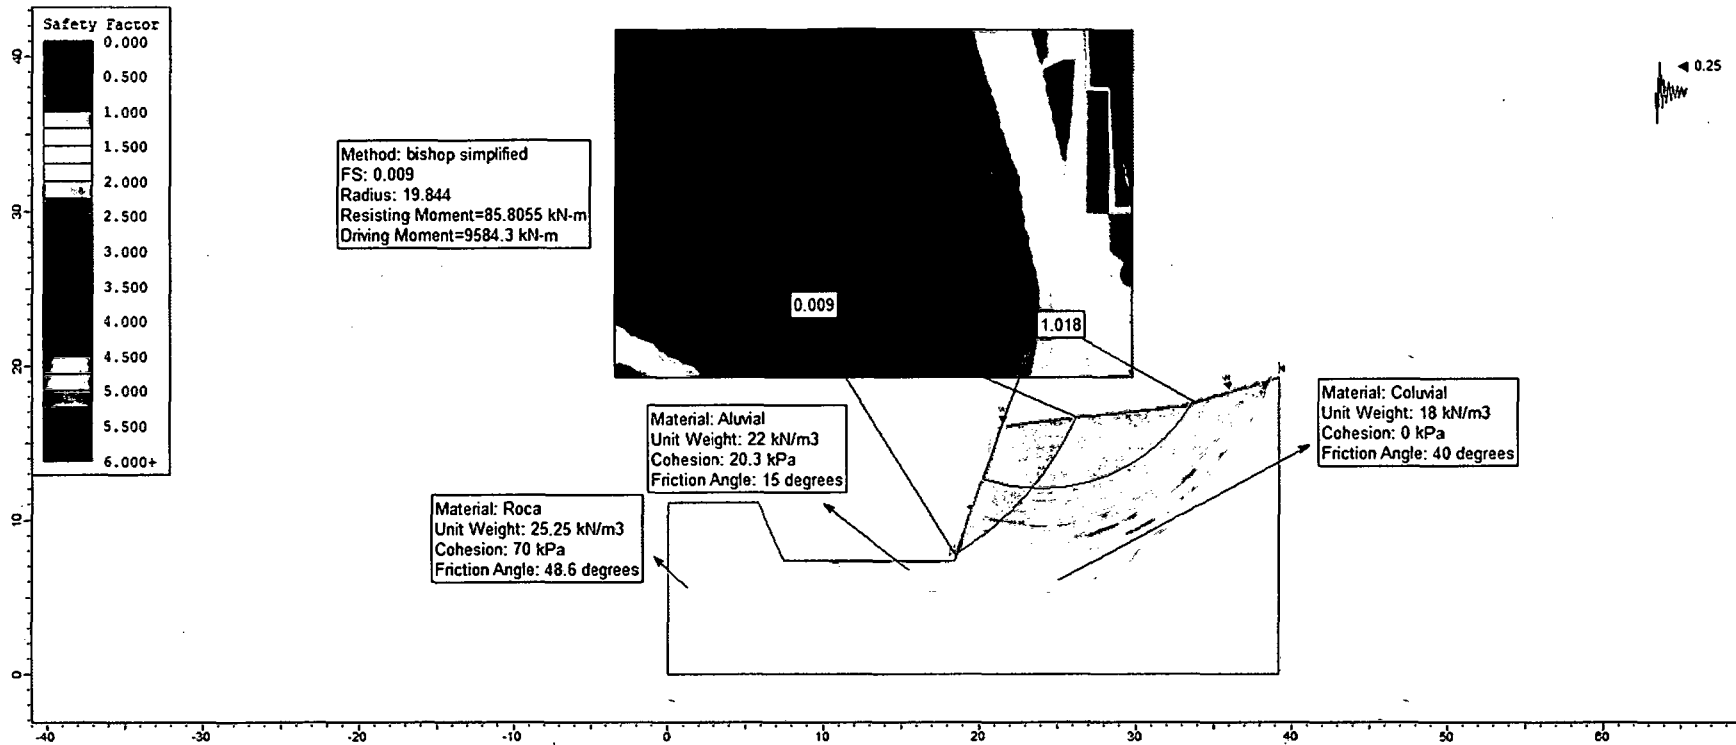 Safety Factor
0.000
0.500
1.000
1.500
2.000
2.500
3.000
3.500
4.000
4.500
5.000
5.500
6.000+
40
30
20
10
0
Method: bishop simplified
FS: 0.009
Radius: 19.844
Resisting Moment=85.8055 kN-m
Driving Moment=9584.3 kN-m
0.009
1.018
0.25
Material: Aluvial
Unit Weight: 22 kN/m3
Cohesion: 20.3 kPa
Friction Angle: 15 degrees
Material: Coluvial
Unit Weight: 18 kN/m3
Cohesion: 0 kPa
Friction Angle: 40 degrees
Material: Roca
Unit Weight: 25.25 kN/m3
Cohesion: 70 kPa
Friction Angle: 48.6 degrees
-40 -30 -20 -10 0 10 20 30 40 50 60